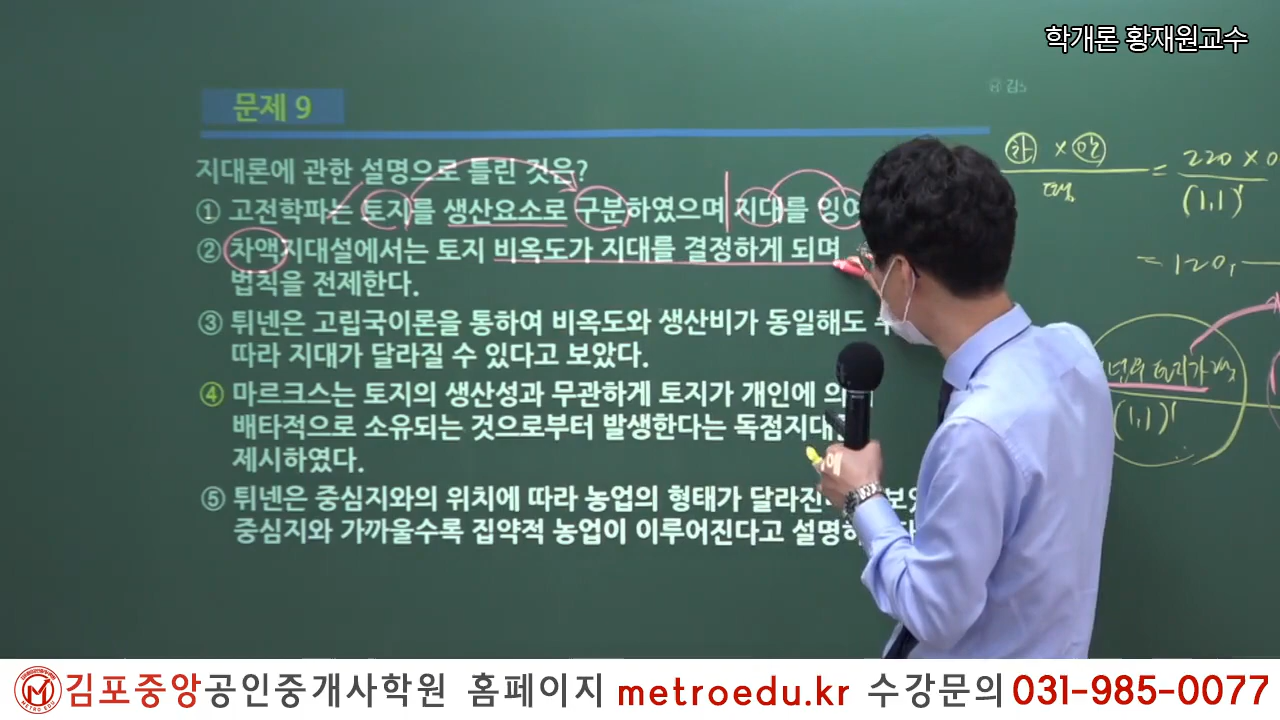 학개론 황재원교수
문제 9
지대론에 관한 설명으로 틀린 것은?
① 고전학파는 토지를 생산요소로 구분하였으며 지대를 잉여
② 차액지대설에서는 토지 비옥도가 지대를 결정하게 되며
법칙을 전제한다.
③ 튀넨은 고립국이론을 통하여 비옥도와 생산비가 동일해도
따라 지대가 달라질 수 있다고 보았다.
④ 마르크스는 토지의 생산성과 무관하게 토지가 개인에 의
배타적으로 소유되는 것으로부터 발생한다는 독점지대
제시하였다.
⑤ 튀넨은 중심지와의 위치에 따라 농업의 형태가 달라진
중심지와 가까울수록 집약적 농업이 이루어진다고 설명하
= 220 × 0
(1,1)¹
= 120,
(1,1)¹
김포중앙공인중개사학원 홈페이지 metroedu.kr 수강문의 031-985-0077
METRO EDU